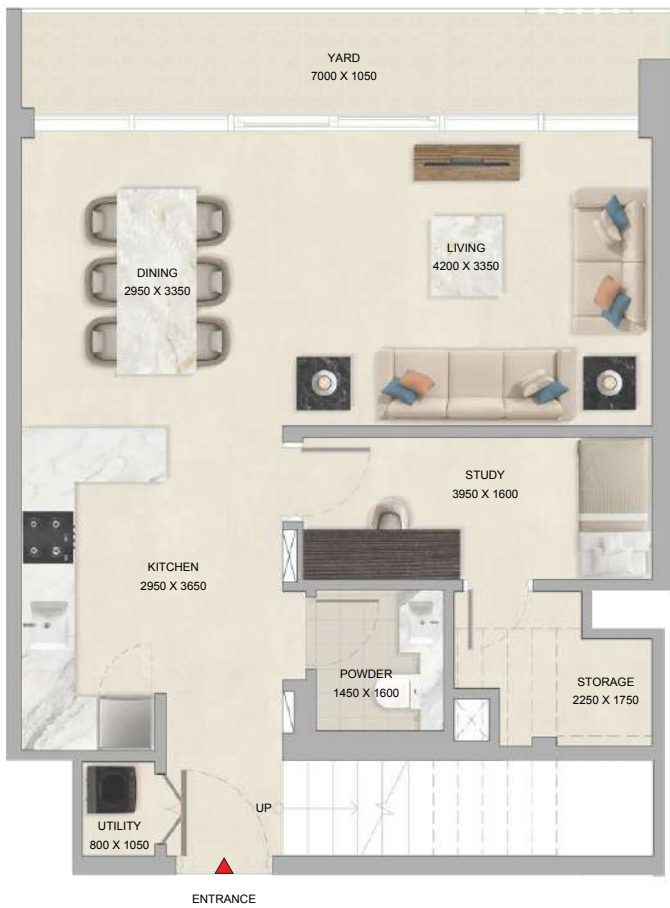 YARD
7000 X 1050
DINING
2950 X 3350
LIVING
4200 X 3350
STUDY
3950 X 1600
KITCHEN
2950 X 3650
POWDER
1450 X 1600
STORAGE
2250 X 1750
UP
UTILITY
800 X 1050
ENTRANCE